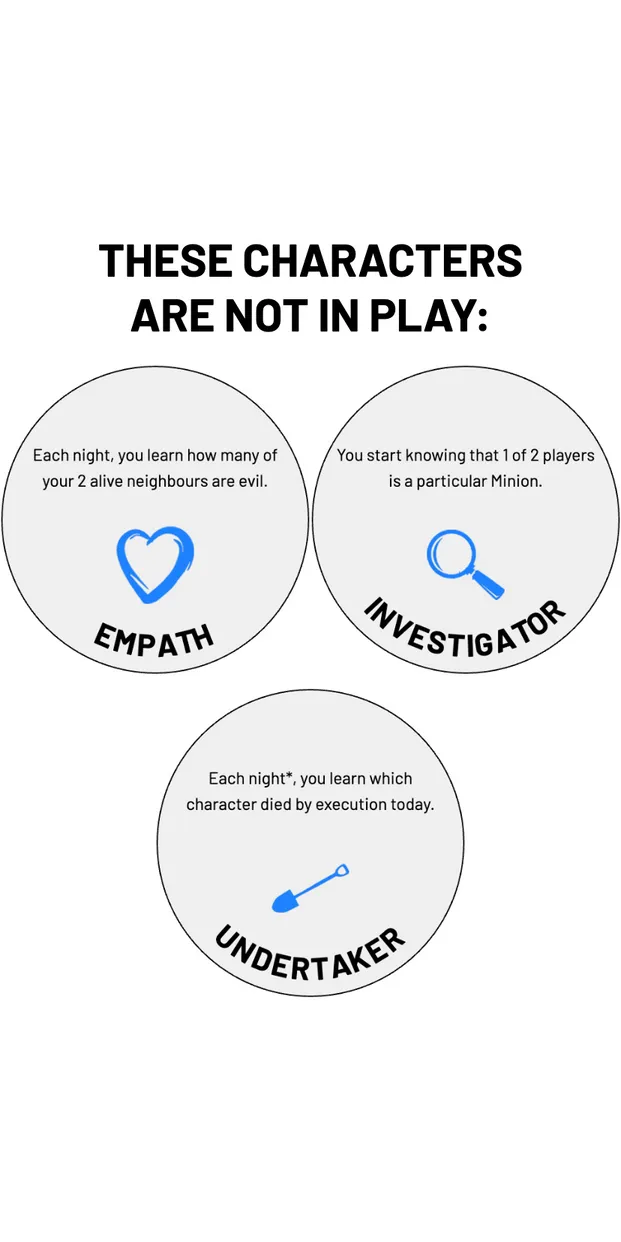 THESE CHARACTERS
ARE NOT IN PLAY:
Each night, you learn how many of
your 2 alive neighbours are evil.
EMPATH
You start knowing that 1 of 2 players
is a particular Minion.
INVESTIGATOR
Each night*, you learn which
character died by execution today.
UNDERTAKER